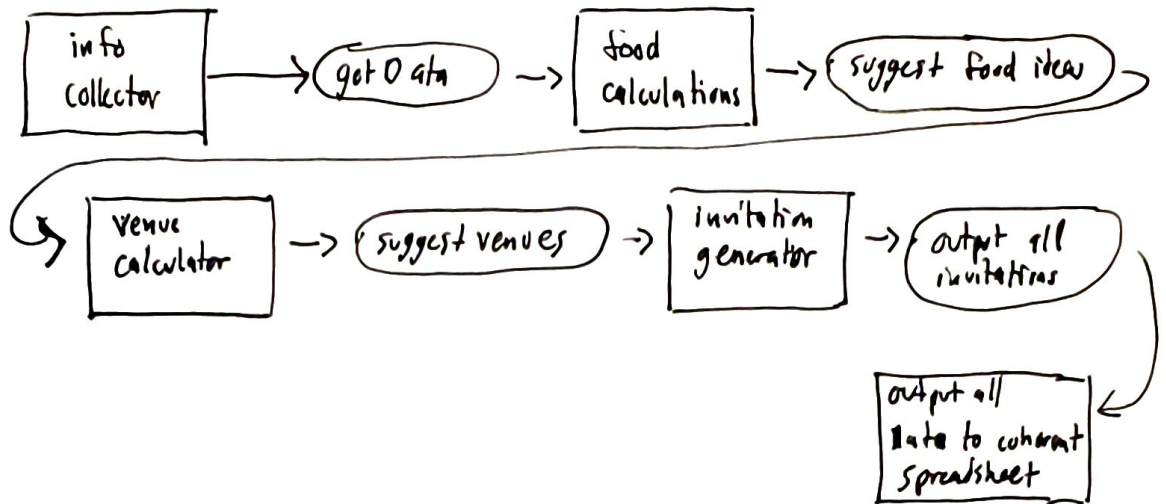 info
collector
get Data
food
calculations
suggest food ideas
venue
calculator
suggest venues
invitation
generator
output all
invitations
output all
data to coherent
spreadsheet